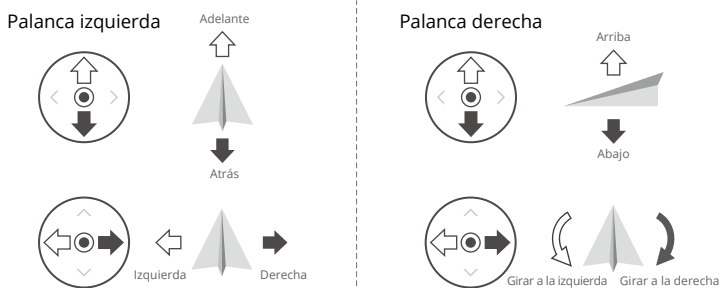 Palanca izquierda
Adelante
Atrás
Izquierda
Derecha
Palanca derecha
Arriba
Abajo
Girar a la izquierda
Girar a la derecha